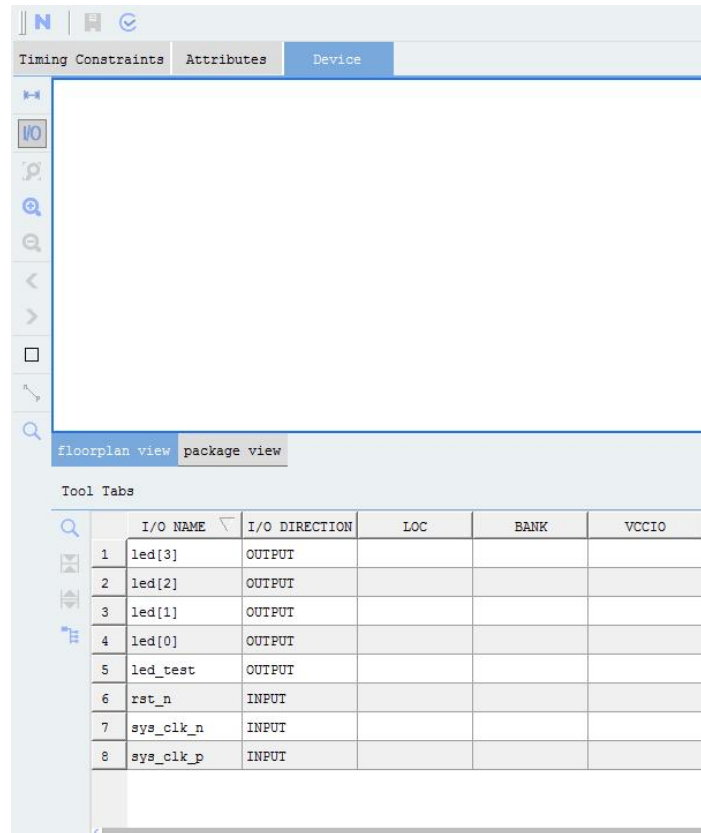 N
Timing Constraints Attributes Device
I/O
floorplan view package view
Tool Tabs
I/O NAME I/O DIRECTION LOC BANK VCCIO
1 led[3] OUTPUT
2 led[2] OUTPUT
3 led[1] OUTPUT
4 led[0] OUTPUT
5 led_test OUTPUT
6 rst_n INPUT
7 sys_clk_n INPUT
8 sys_clk_p INPUT